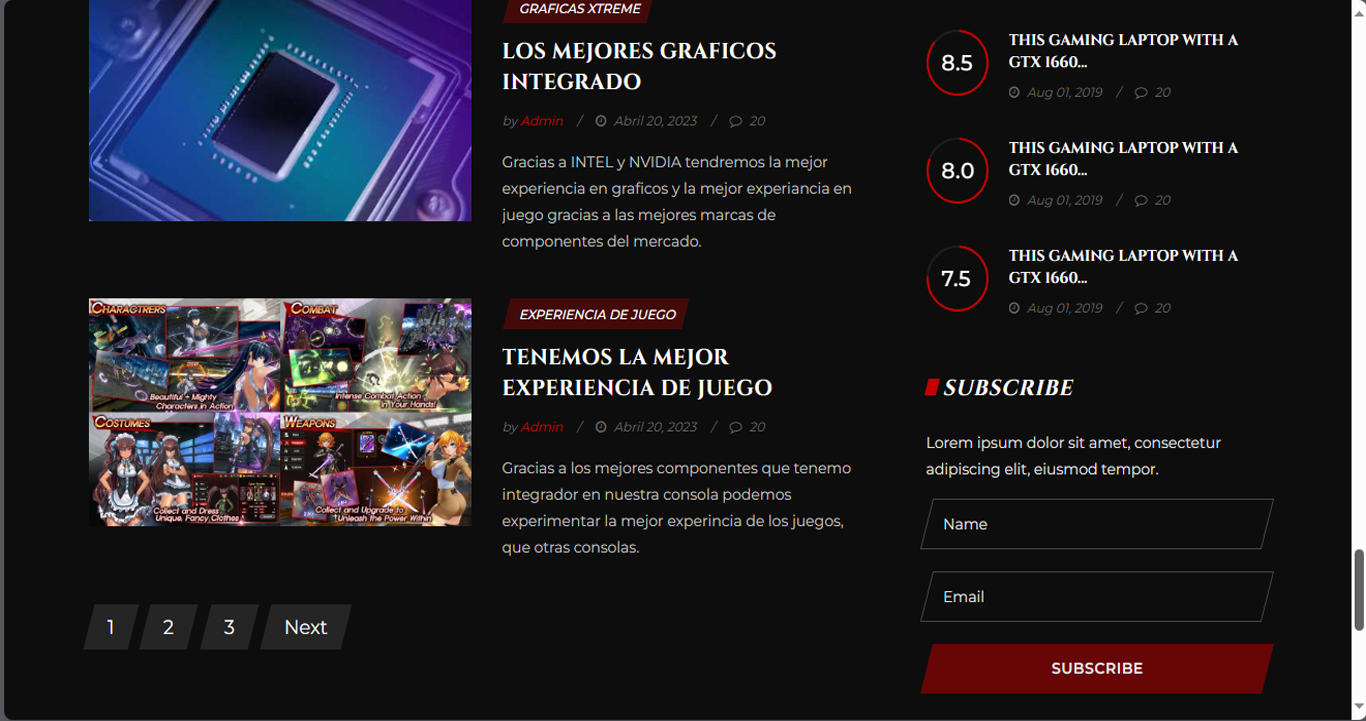 GRAFICAS XTREME
LOS MEJORES GRAFICOS
INTEGRADO
by Admin / Abril 20, 2023 / 20
Gracias a INTEL y NVIDIA tendremos la mejor
experiencia en graficos y la mejor experiancia en
juego gracias a las mejores marcas de
componentes del mercado.
CHARACTRERS
COMBAT
Beautiful + Mighty
Characters in Action
Intense Combat Action
in Your Hands!
COSTUMES
WEAPONS
Collect and Dress
Unique, Fancy Clothes
Collect and Upgrade to
Unleash the Power Within
EXPERIENCIA DE JUEGO
TENEMOS LA MEJOR
EXPERIENCIA DE JUEGO
by Admin / Abril 20, 2023 / 20
Gracias a los mejores componentes que tenemo
integrador en nuestra consola podemos
experimentar la mejor experincia de los juegos,
que otras consolas.
1 2 3 Next
8.5
THIS GAMING LAPTOP WITH A
GTX 1660...
Aug 01, 2019 / 20
8.0
THIS GAMING LAPTOP WITH A
GTX 1660...
Aug 01, 2019 / 20
7.5
THIS GAMING LAPTOP WITH A
GTX 1660...
Aug 01, 2019 / 20
SUBSCRIBE
Lorem ipsum dolor sit amet, consectetur
adipiscing elit, eiusmod tempor.
Name
Email
SUBSCRIBE